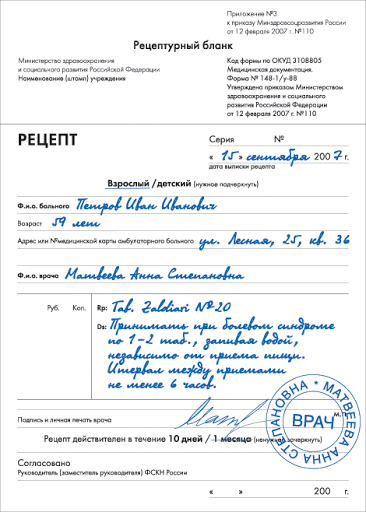 Приложение №3
к приказу Минздравсоцразвития России
от 12 февраля 2007 г. №110
Рецептурный бланк
Министерство здравоохранения
и социального развития Российской Федерации
Наименование (штамп) учреждения
Код формы по ОКУД 3108805
Медицинская документация.
Форма № 148-1/у-88
Утверждена приказом Министерством
здравоохранения и социального
развития Российской Федерации
от 12 февраля 2007 г. №110
РЕЦЕПТ
Серия №
« 15 » сентября 2007 г.
дата выписки рецепта
Взрослый /детский (нужное подчеркнуть)
Ф.и.о. больного Петров Иван Иванович
Возраст 59 лет
Адрес или №медицинской карты амбулаторного больного ул. Лесная, 25, кв. 36
Ф.и.о. врача Матвеева Анна Степановна
Руб. Коп. Rp: Tab. Zaldiari №20
Ds: Принимать при болевом синдроме
по 1-2 таб., запивая водой,
независимо от приема пищи.
Итервал между приемами
не менее 6 часов.
М.П.
Подпись и личная печать врача
МАТВЕЕВА АННА СТЕПАНОВНА *
ВРАЧ
Рецепт действителен в течение 10 дней / 1 месяца (ненужное зачеркнуть)
Согласовано
Руководитель (заместитель руководителя) ФСКН России
« » 200 г.